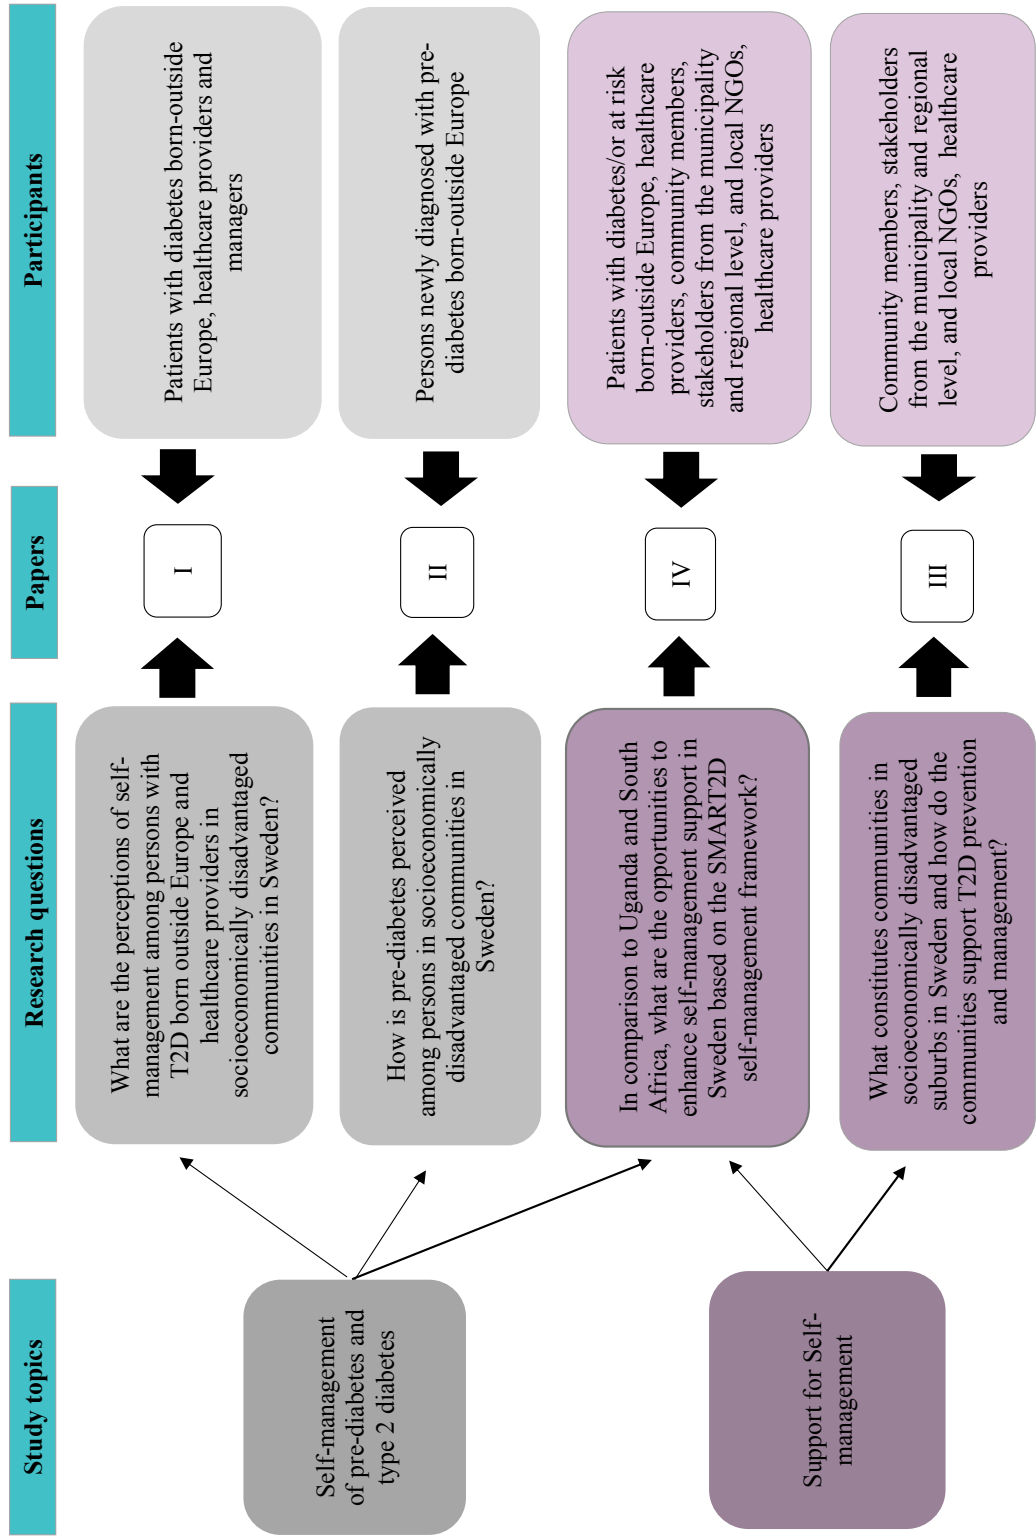 Study topics
Research questions
Papers
Participants
Self-management
of pre-diabetes and
type 2 diabetes
Support for Self-
management
What are the perceptions of self-
management among persons with
T2D born outside Europe and
healthcare providers in
socioeconomically disadvantaged
communities in Sweden?
I
Patients with diabetes born-outside
Europe, healthcare providers and
managers
How is pre-diabetes perceived
among persons in socioeconomically
disadvantaged communities in
Sweden?
II
Persons newly diagnosed with pre-
diabetes born-outside Europe
In comparison to Uganda and South
Africa, what are the opportunities to
enhance self-management support in
Sweden based on the SMART2D
self-management framework?
IV
Patients with diabetes/or at risk
born-outside Europe, healthcare
providers, community members,
stakeholders from the municipality
and regional level, and local NGOs,
healthcare providers
What constitutes communities in
socioeconomically disadvantaged
suburbs in Sweden and how do the
communities support T2D prevention
and management?
III
Community members, stakeholders
from the municipality and regional
level, and local NGOs, healthcare
providers